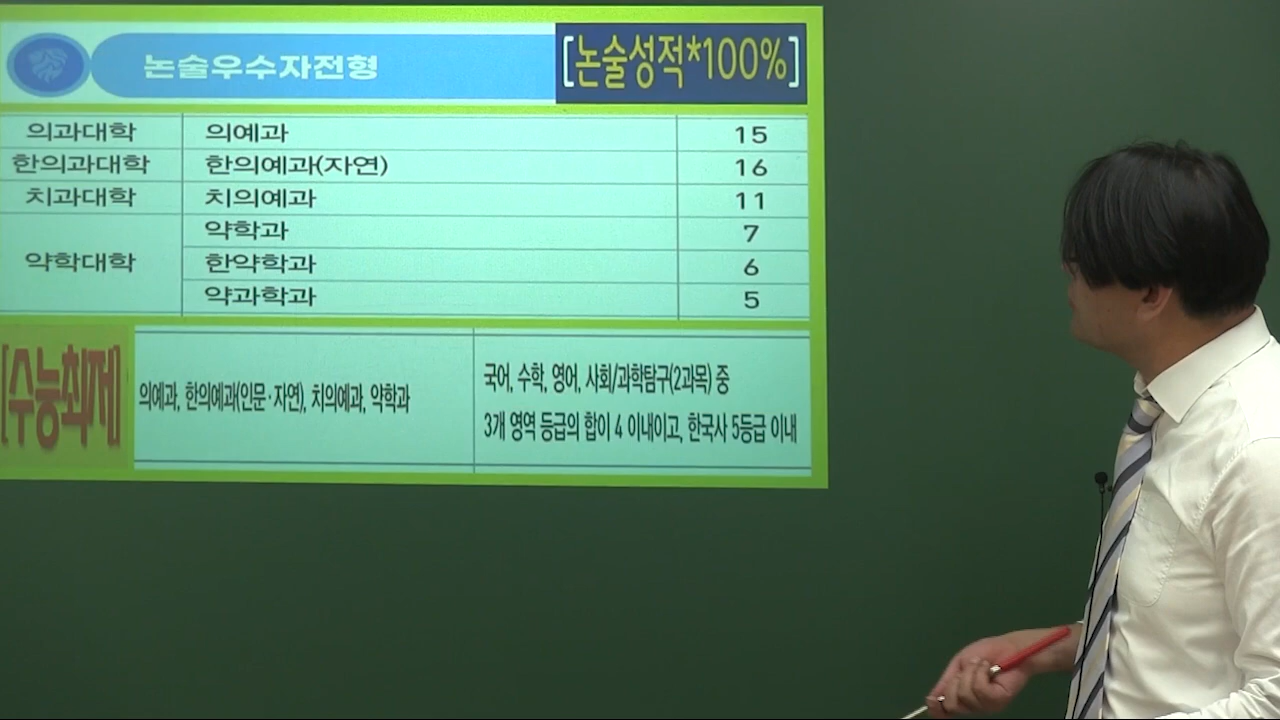 논술우수자전형 [논술성적*100%]
의과대학 의예과 15
한의과대학 한의예과(자연) 16
치과대학 치의예과 11
약학과 7
약학대학 한약학과 6
약과학과 5
[수능최제] 의예과, 한의예과(인문·자연), 치의예과, 약학과
국어, 수학, 영어, 사회/과학탐구(2과목) 중
3개 영역 등급의 합이 4 이내이고, 한국사 5등급 이내